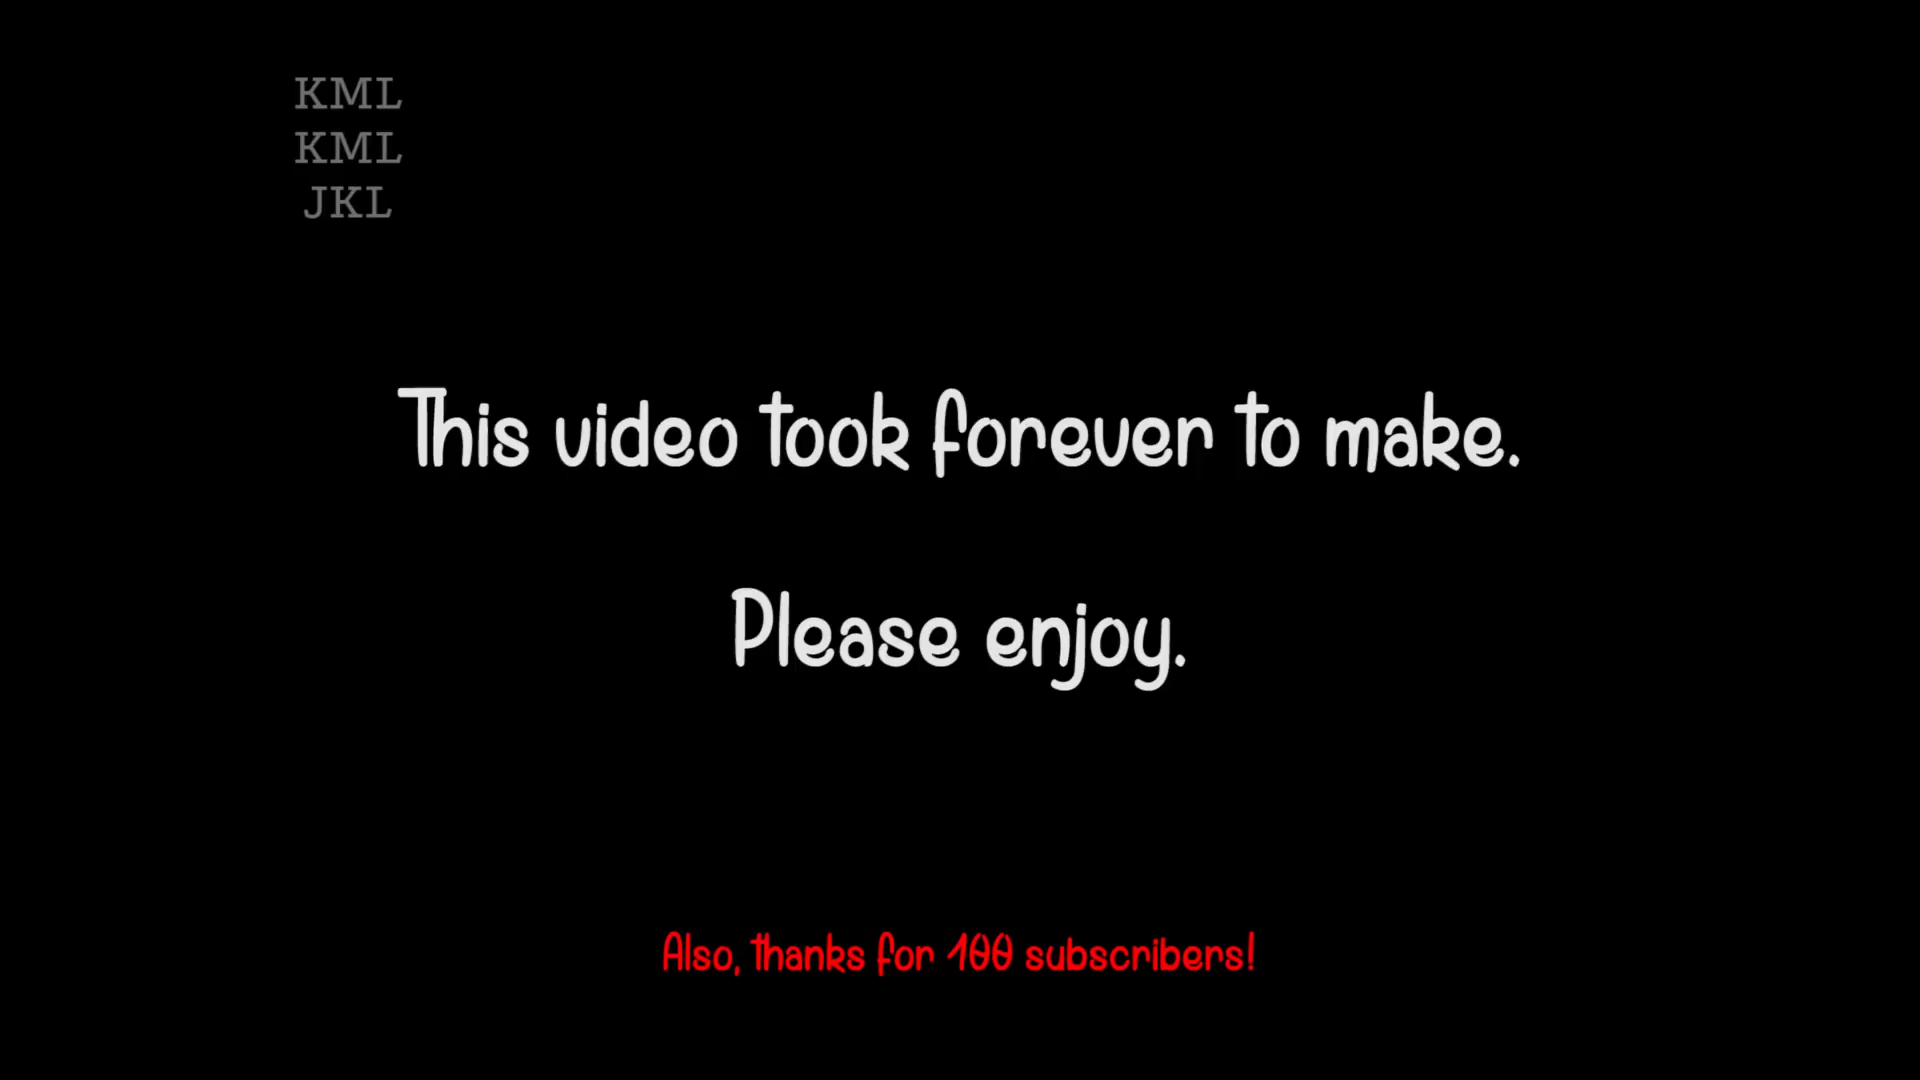 KML
KML
JKL
This video took forever to make.
Please enjoy.
Also, thanks for 100 subscribers!